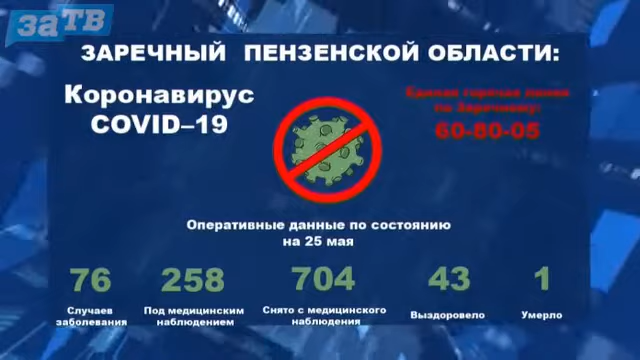 заТВ
ЗАРЕЧНЫЙ ПЕНЗЕНСКОЙ ОБЛАСТИ:
Коронавирус
COVID–19
Единая горячая линия
по Заречному:
60-80-05
Оперативные данные по состоянию
на 25 мая
76
Случаев
заболевания
258
Под медицинским
наблюдением
704
Снято с медицинского
наблюдения
43
Выздоровело
1
Умерло